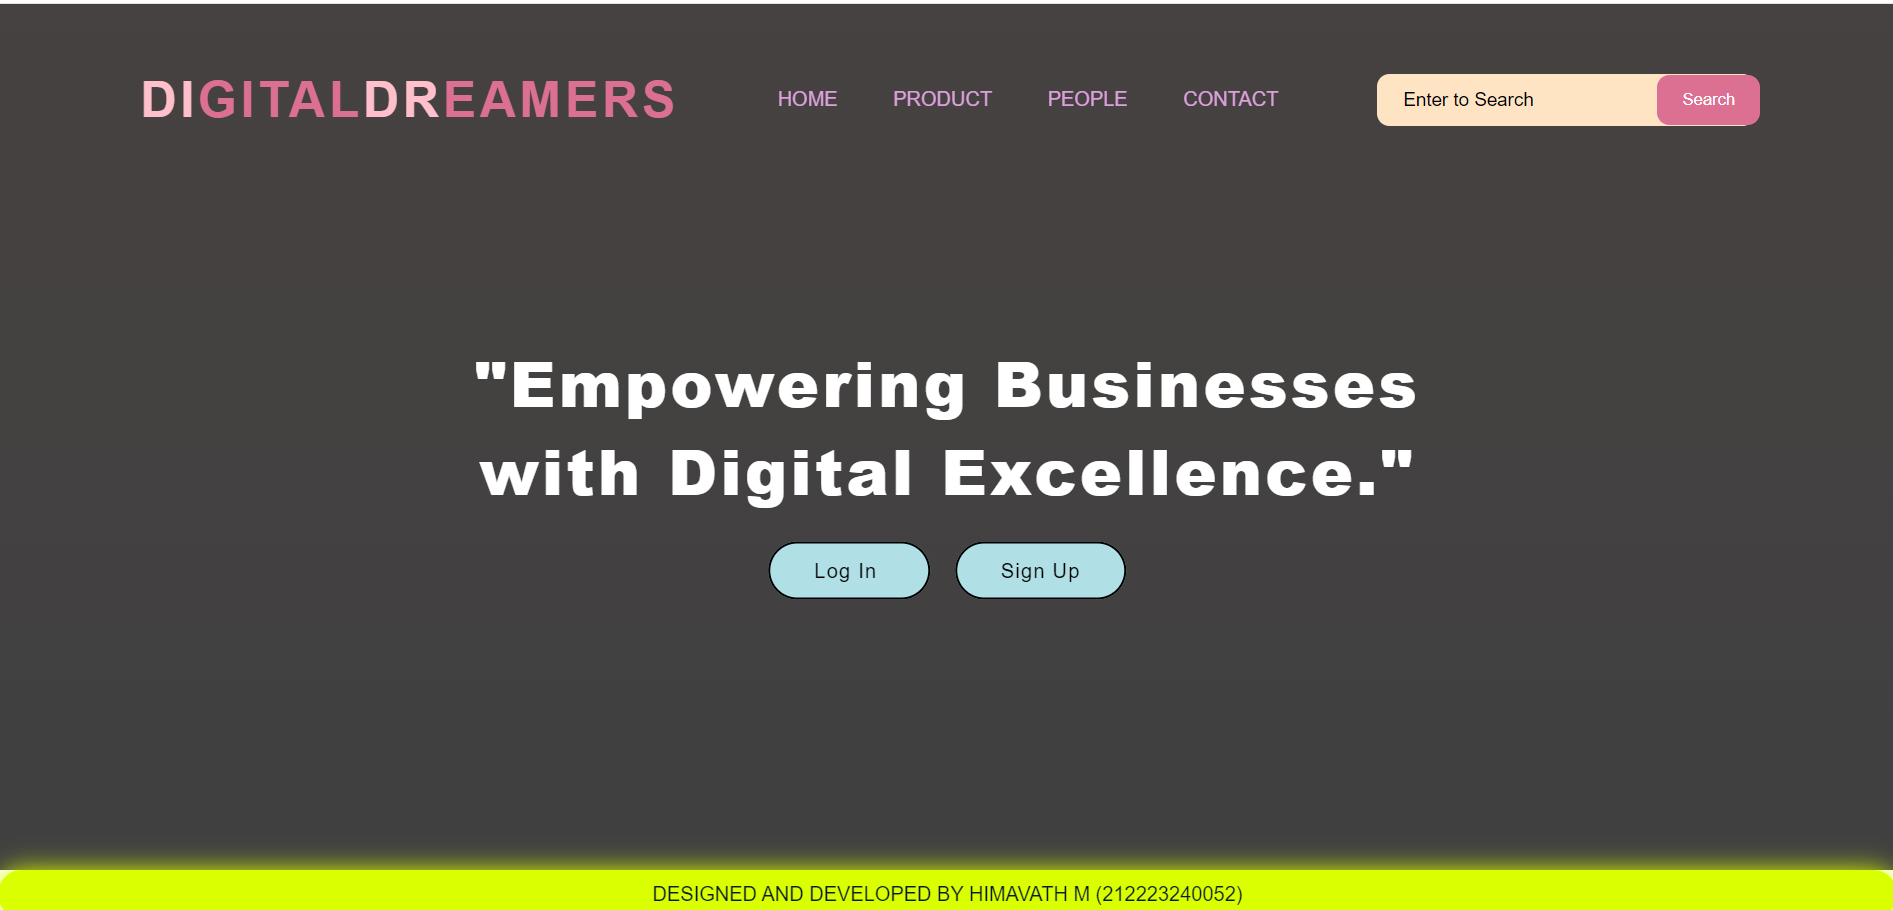 DIGITALDREAMERS HOME PRODUCT PEOPLE CONTACT Enter to Search Search
"Empowering Businesses
with Digital Excellence."
Log In Sign Up
DESIGNED AND DEVELOPED BY HIMAVATH M (212223240052)